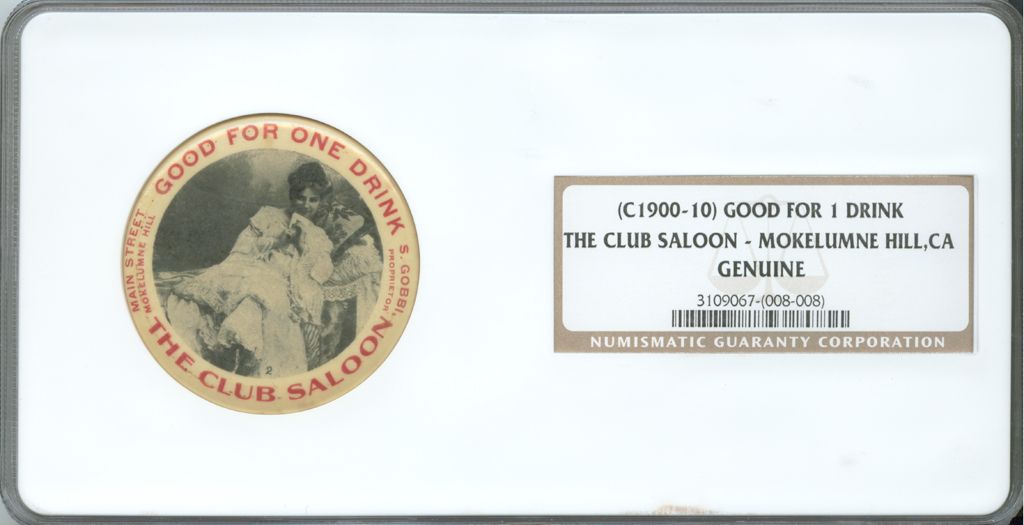 GOOD FOR ONE DRINK
S. GOBBI,
PROPRIETOR
MAIN STREET
MOKELUMNE HILL
THE CLUB SALOON
2
(C1900-10) GOOD FOR 1 DRINK
THE CLUB SALOON - MOKELUMNE HILL,CA
GENUINE
3109067-(008-008)
NUMISMATIC GUARANTY CORPORATION